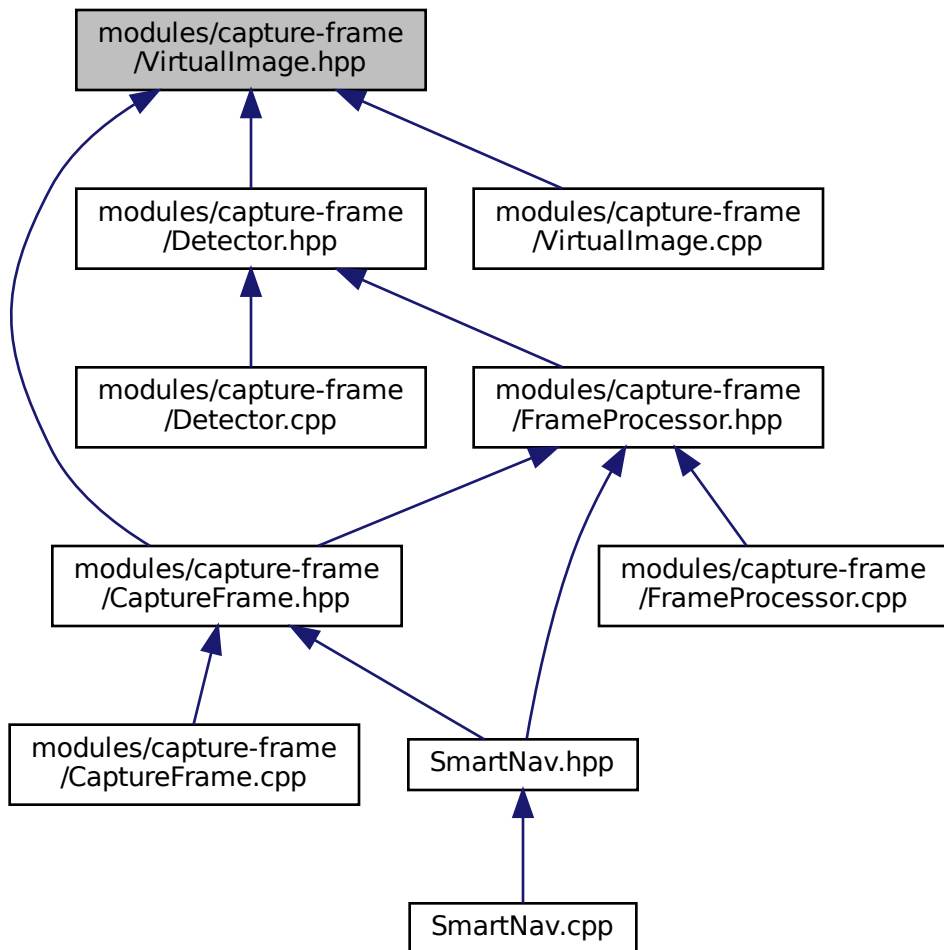 modules/capture-frame
/VirtualImage.hpp
modules/capture-frame
/Detector.hpp
modules/capture-frame
/VirtualImage.cpp
modules/capture-frame
/Detector.cpp
modules/capture-frame
/FrameProcessor.hpp
modules/capture-frame
/CaptureFrame.hpp
modules/capture-frame
/FrameProcessor.cpp
modules/capture-frame
/CaptureFrame.cpp
SmartNav.hpp
SmartNav.cpp